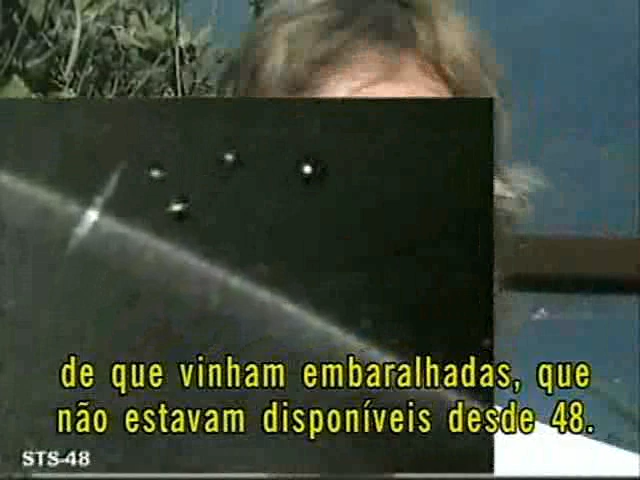 de que vinham embaralhadas, que
não estavam disponíveis desde 48.
STS-48